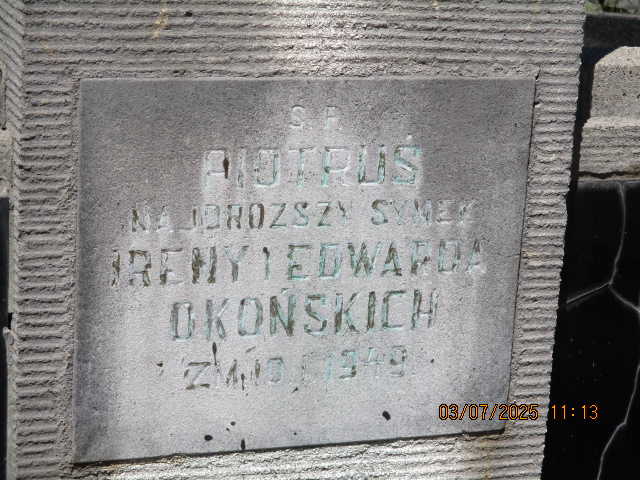 Ś.P.
PIOTRUŚ
NAJDROŻSZY SYNEK
IRENY I EDWARDA
OKOŃSKICH
ZM. 10. 1949
03/07/2025 11:13